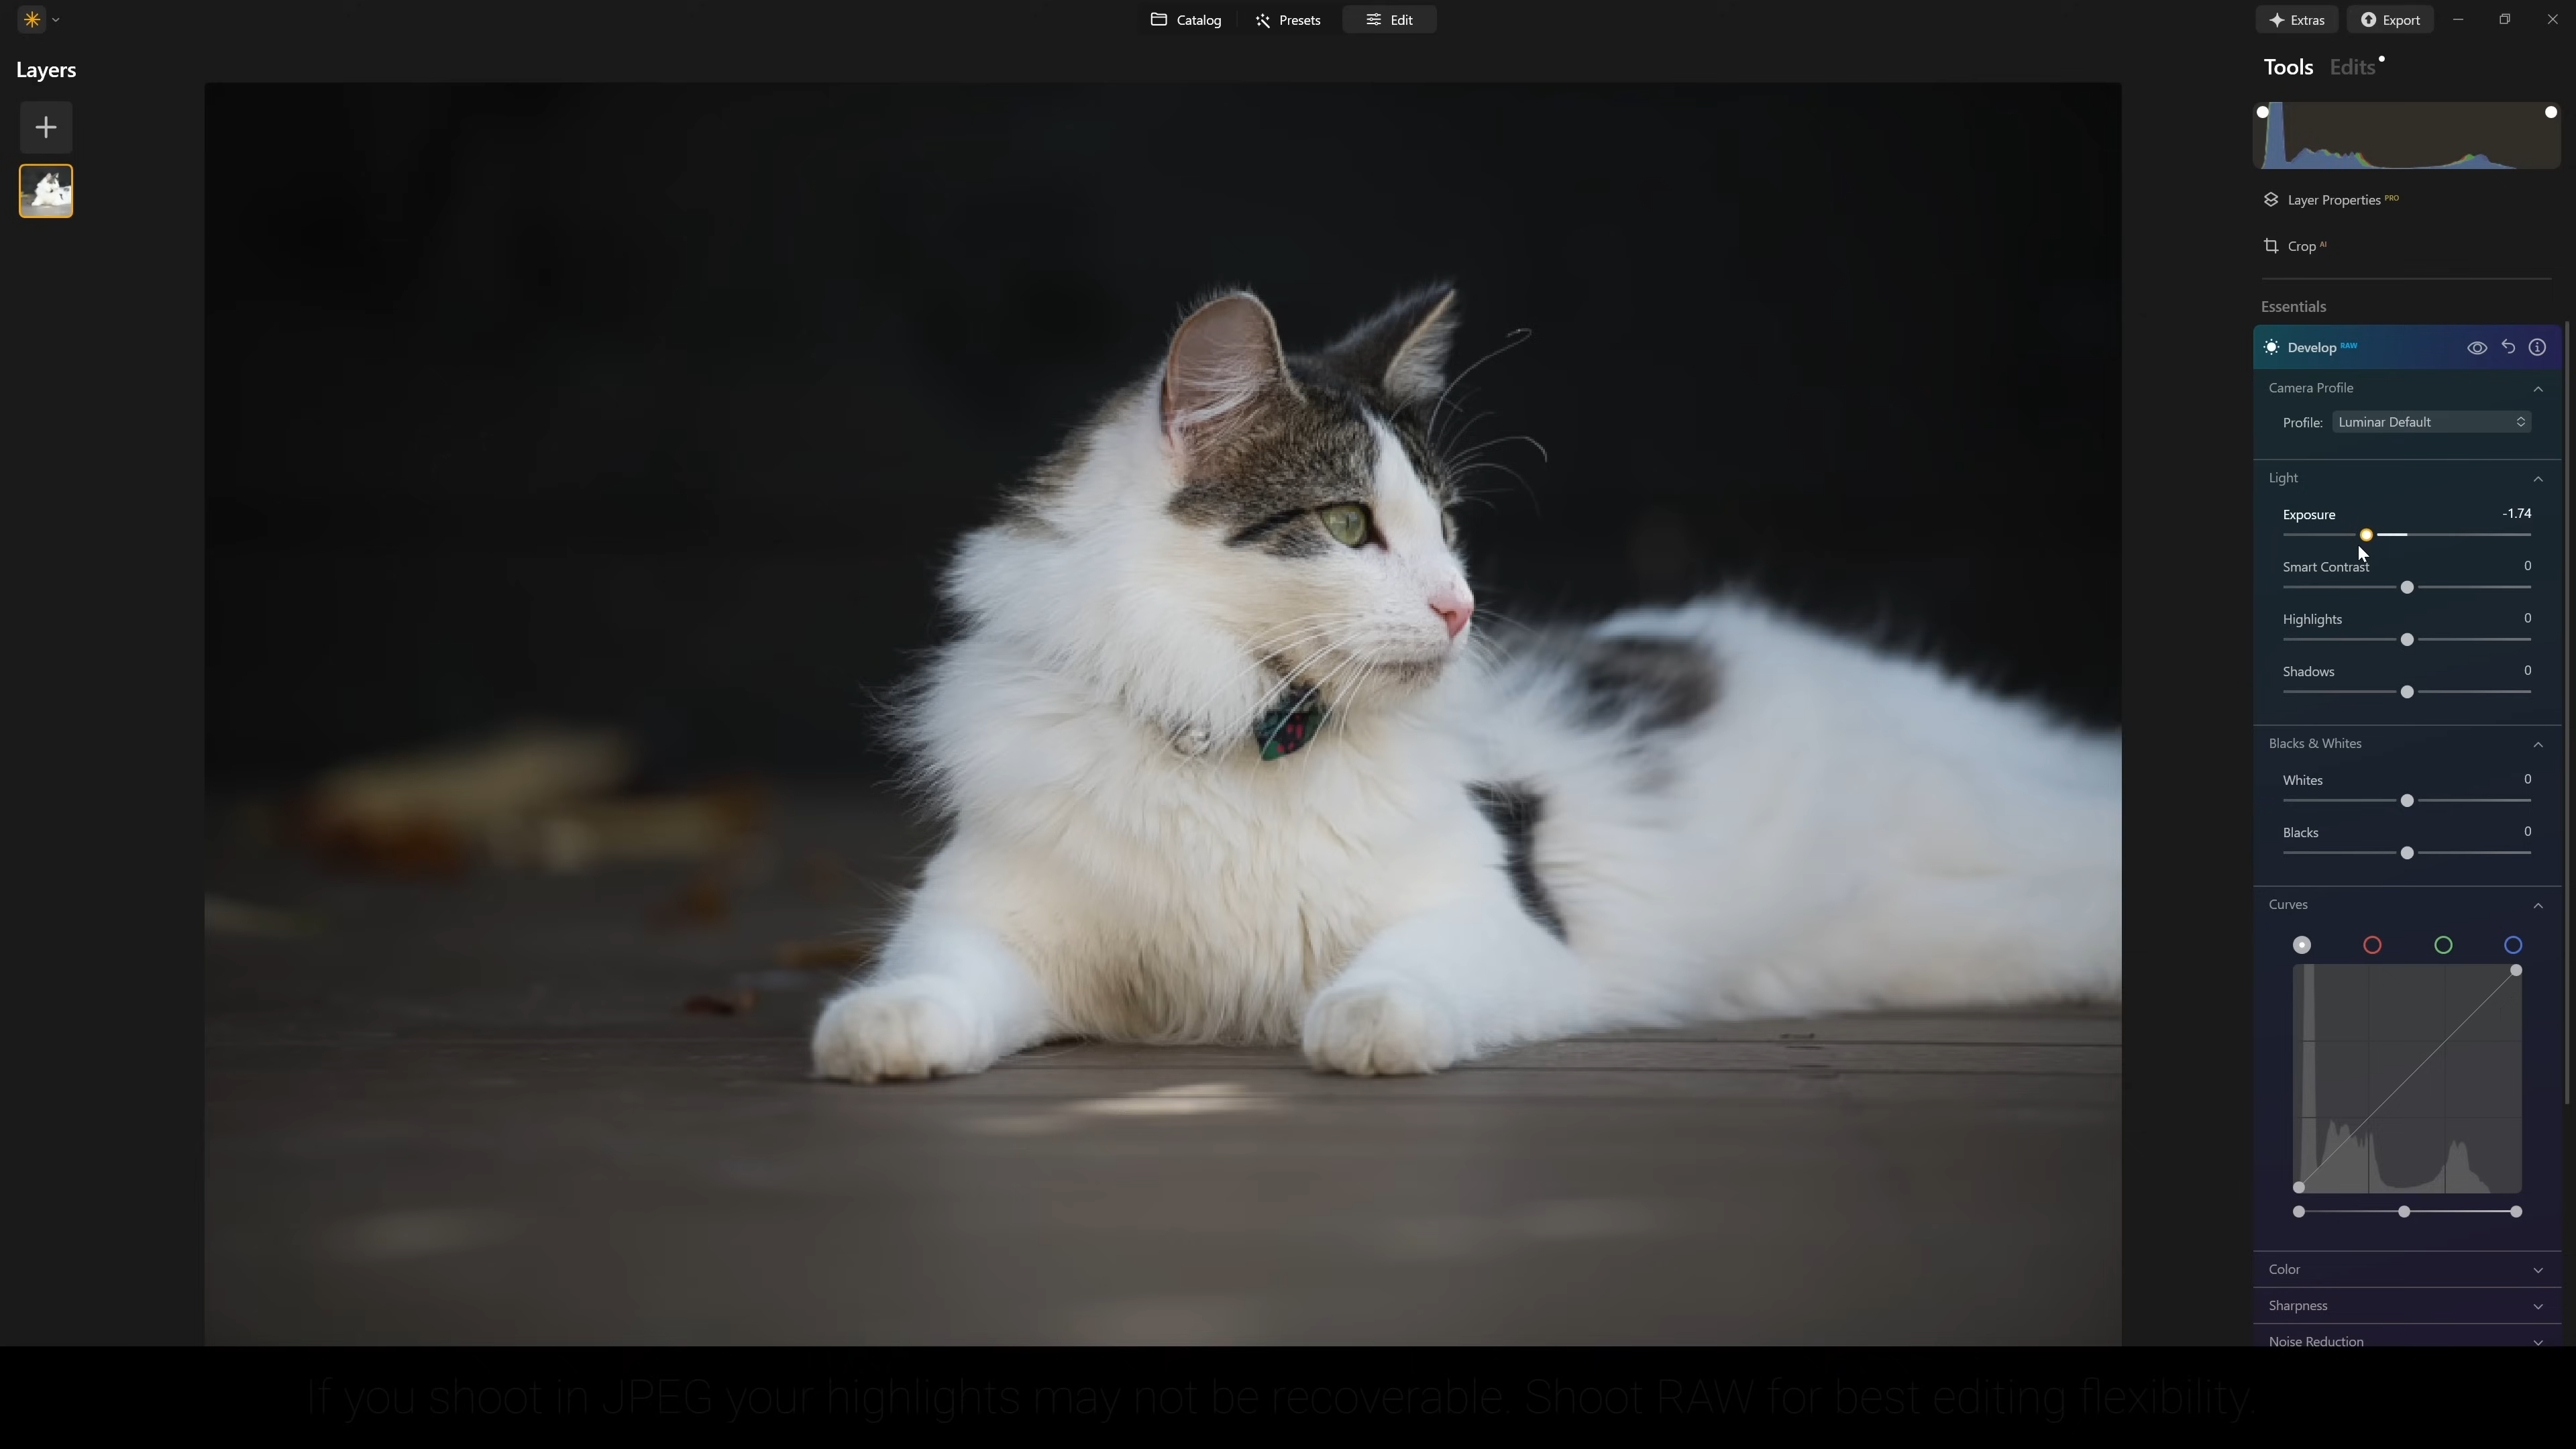 Catalog
Presets
Edit
Extras
Export
Layers
Tools
Edits
Layer Properties PRO
Crop AI
Essentials
Develop RAW
Camera Profile
Profile: Luminar Default
Light
Exposure -1.74
Smart Contrast 0
Highlights 0
Shadows 0
Blacks & Whites
Whites 0
Blacks 0
Curves
Color
Sharpness
Noise Reduction
If you shoot in JPEG your highlights may not be recoverable. Shoot RAW for best editing flexibility.